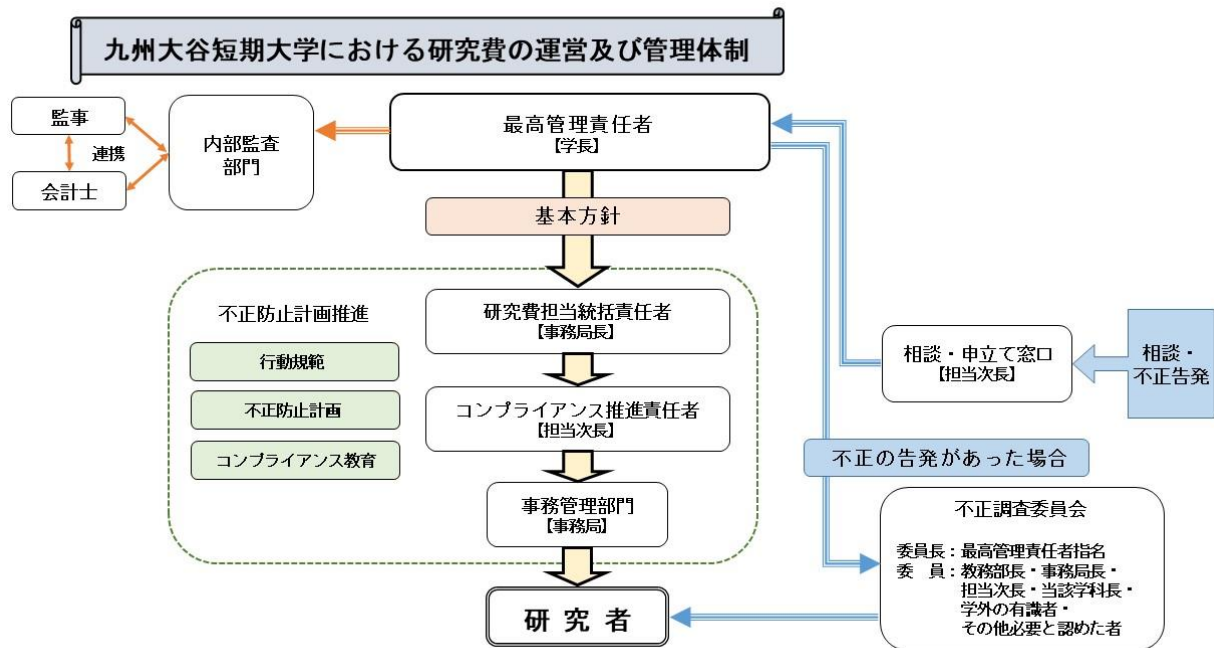 九州大谷短期大学における研究費の運営及び管理体制
監事
連携
会計士
内部監査
部門
最高管理責任者
【学長】
基本方針
不正防止計画推進
行動規範
不正防止計画
コンプライアンス教育
研究費担当統括責任者
【事務局長】
コンプライアンス推進責任者
【担当次長】
事務管理部門
【事務局】
研究者
相談・申立て窓口
【担当次長】
相談・
不正告発
不正の告発があった場合
不正調査委員会
委員長：最高管理責任者指名
委　員：教務部長・事務局長・
担当次長・当該学科長・
学外の有識者・
その他必要と認めた者